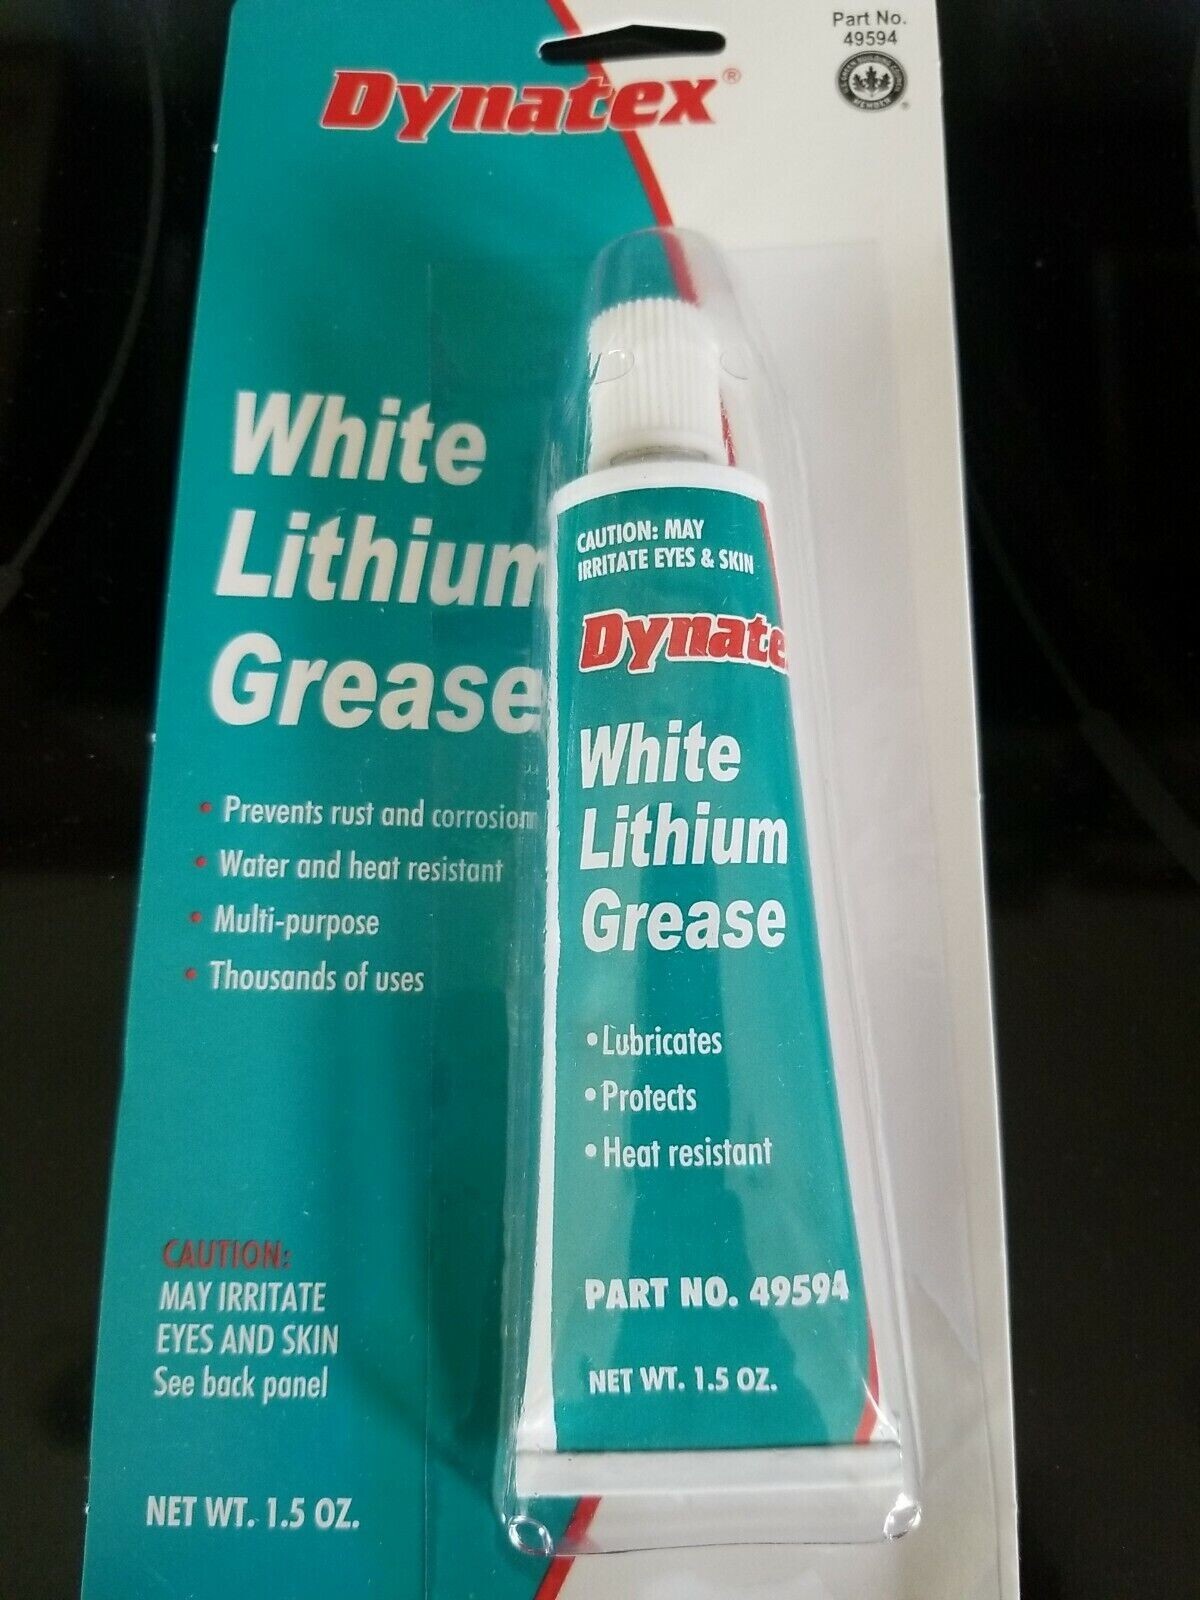 Dynatex®
Part No.
49594
MEMBER
White
Lithium
Grease
• Prevents rust and corrosion
• Water and heat resistant
• Multi-purpose
• Thousands of uses
CAUTION:
MAY IRRITATE
EYES AND SKIN
See back panel
NET WT. 1.5 OZ.
CAUTION: MAY
IRRITATE EYES & SKIN
Dynate
White
Lithium
Grease
• Lubricates
• Protects
• Heat resistant
PART NO. 49594
NET WT. 1.5 OZ.